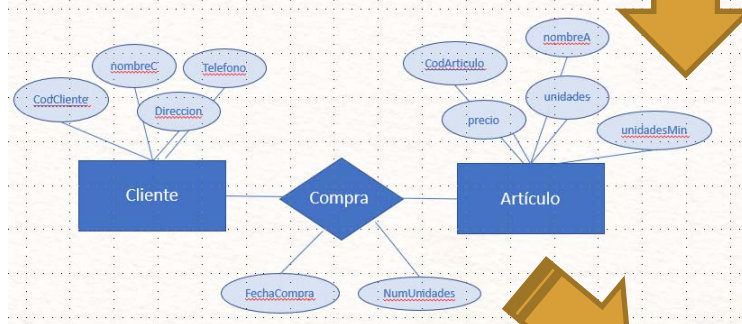 nombreA
nombreC
Telefono
CodArticulo
CodCliente
Direccion
unidades
precio
unidadesMin
Cliente
Compra
Artículo
FechaCompra
NumUnidades